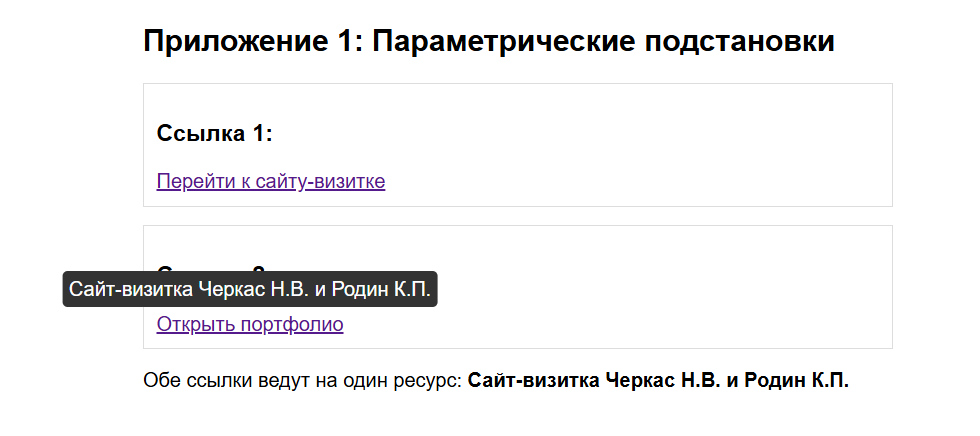 Приложение 1: Параметрические подстановки
Ссылка 1:
Перейти к сайту-визитке
Сайт-визитка Черкас Н.В. и Родин К.П.
Открыть портфолио
Обе ссылки ведут на один ресурс: Сайт-визитка Черкас Н.В. и Родин К.П.